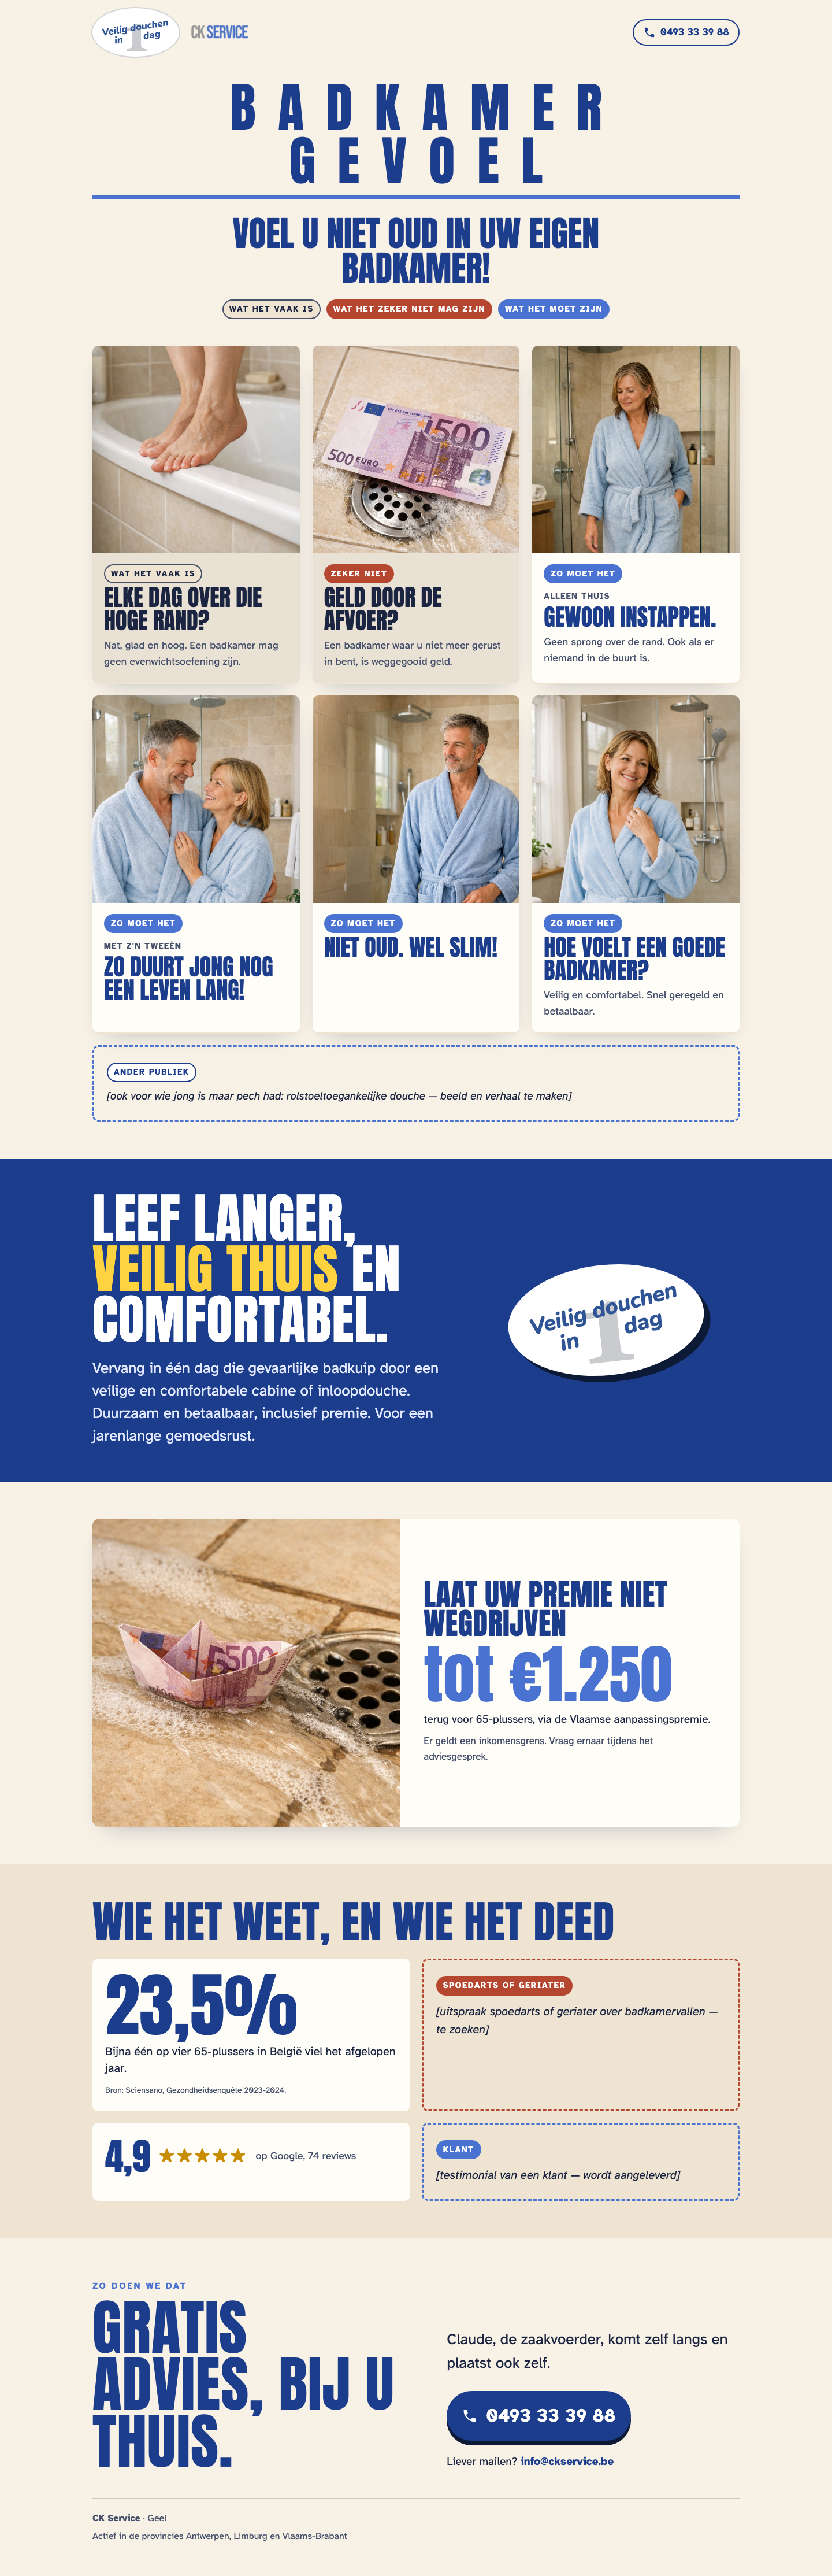 Veilig douchen
in 1 dag
CK SERVICE
0493 33 39 88
BADKAMER
GEVOEL
VOEL U NIET OUD IN UW EIGEN
BADKAMER!
WAT HET VAAK IS
WAT HET ZEKER NIET MAG ZIJN
WAT HET MOET ZIJN
500
500 EURO
WAT HET VAAK IS
ELKE DAG OVER DIE
HOGE RAND?
Nat, glad en hoog. Een badkamer mag
geen evenwichtsoefening zijn.
ZEKER NIET
GELD DOOR DE
AFVOER?
Een badkamer waar u niet meer gerust
in bent, is weggegooid geld.
ZO MOET HET
ALLEEN THUIS
GEWOON INSTAPPEN.
Geen sprong over de rand. Ook als er
niemand in de buurt is.
ZO MOET HET
MET Z'N TWEEËN
ZO DUURT JONG NOG
EEN LEVEN LANG!
ZO MOET HET
NIET OUD. WEL SLIM!
ZO MOET HET
HOE VOELT EEN GOEDE
BADKAMER?
Veilig en comfortabel. Snel geregeld en
betaalbaar.
ANDER PUBLIEK
[ook voor wie jong is maar pech had: rolstoeltoegankelijke douche — beeld en verhaal te maken]
LEEF LANGER,
VEILIG THUIS EN
COMFORTABEL.
Vervang in één dag die gevaarlijke badkuip door een
veilige en comfortabele cabine of inloopdouche.
Duurzaam en betaalbaar, inclusief premie. Voor een
jarenlange gemoedsrust.
Veilig douchen
in 1 dag
500
LAAT UW PREMIE NIET
WEGDRIJVEN
tot €1.250
terug voor 65-plussers, via de Vlaamse aanpassingspremie.
Er geldt een inkomensgrens. Vraag ernaar tijdens het
adviesgesprek.
WIE HET WEET, EN WIE HET DEED
23,5%
Bijna één op vier 65-plussers in België viel het afgelopen
jaar.
Bron: Sciensano, Gezondheidsenquête 2023-2024.
SPOEDARTS OF GERIATER
[uitspraak spoedarts of geriater over badkamervallen —
te zoeken]
4,9 ★★★★★ op Google, 74 reviews
KLANT
[testimonial van een klant — wordt aangeleverd]
ZO DOEN WE DAT
GRATIS
ADVIES, BIJ U
THUIS.
Claude, de zaakvoerder, komt zelf langs en
plaatst ook zelf.
0493 33 39 88
Liever mailen? info@ckservice.be
CK Service · Geel
Actief in de provincies Antwerpen, Limburg en Vlaams-Brabant